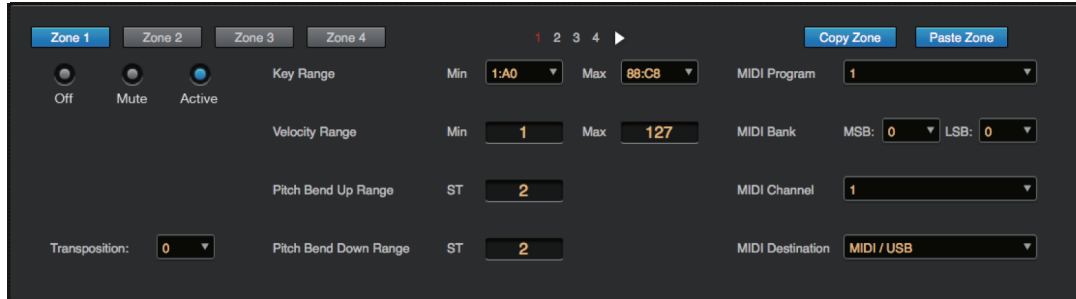 Zone 1 Zone 2 Zone 3 Zone 4 1 2 3 4 Copy Zone Paste Zone
Off Mute Active Key Range Min 1:A0 Max 88:C8 MIDI Program 1
Velocity Range Min 1 Max 127 MIDI Bank MSB: 0 LSB: 0
Pitch Bend Up Range ST 2 MIDI Channel 1
Transposition: 0 Pitch Bend Down Range ST 2 MIDI Destination MIDI / USB